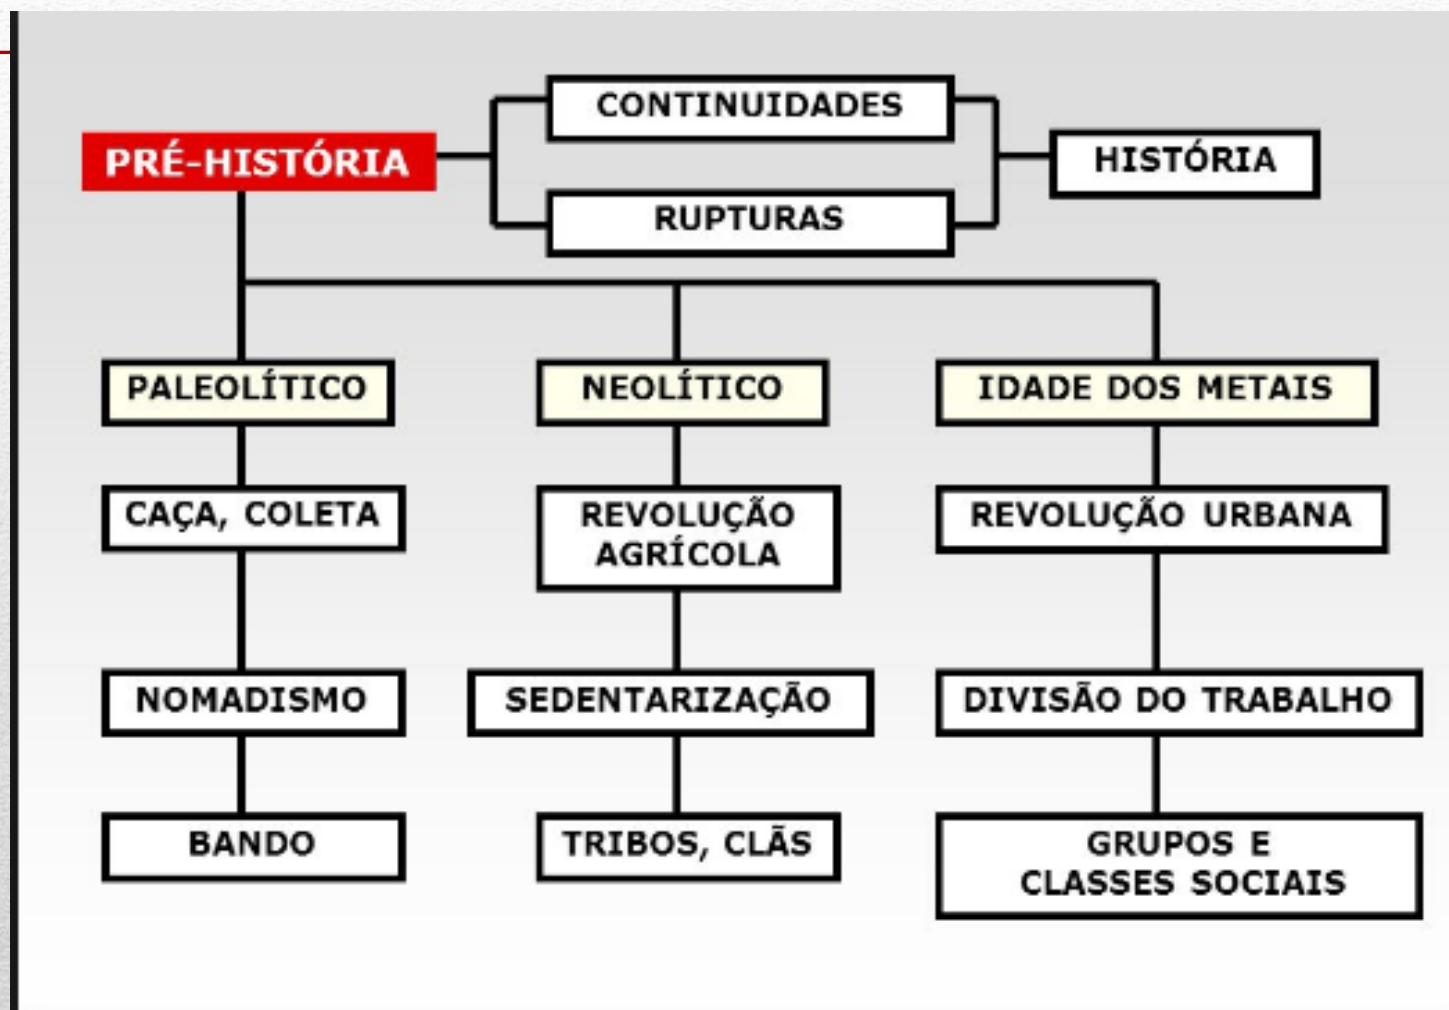 CONTINUIDADES
PRÉ-HISTÓRIA
HISTÓRIA
RUPTURAS
PALEOLÍTICO
NEOLÍTICO
IDADE DOS METAIS
CAÇA, COLETA
REVOLUÇÃO
AGRÍCOLA
REVOLUÇÃO URBANA
NOMADISMO
SEDENTARIZAÇÃO
DIVISÃO DO TRABALHO
BANDO
TRIBOS, CLÃS
GRUPOS E
CLASSES SOCIAIS